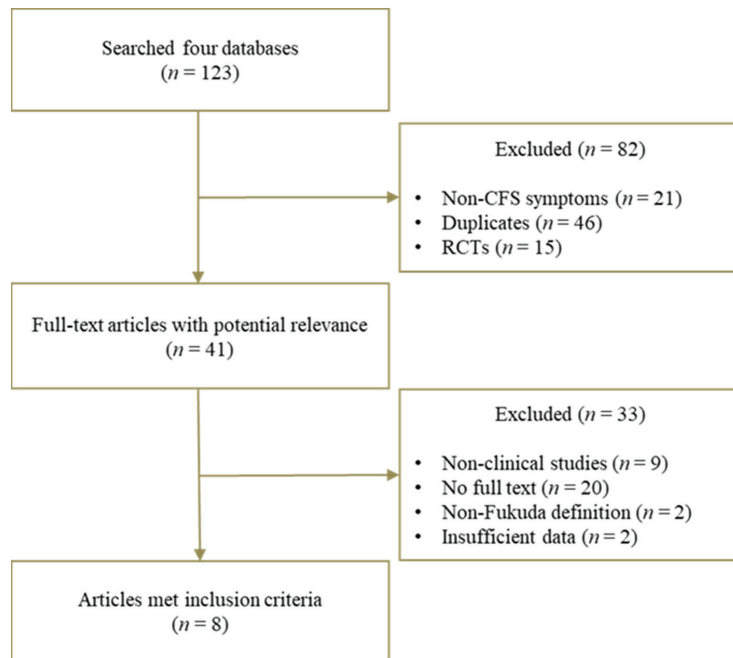 Searched four databases
(n = 123)
Excluded (n = 82)
• Non-CFS symptoms (n = 21)
• Duplicates (n = 46)
• RCTs (n = 15)
Full-text articles with potential relevance
(n = 41)
Excluded (n = 33)
• Non-clinical studies (n = 9)
• No full text (n = 20)
• Non-Fukuda definition (n = 2)
• Insufficient data (n = 2)
Articles met inclusion criteria
(n = 8)